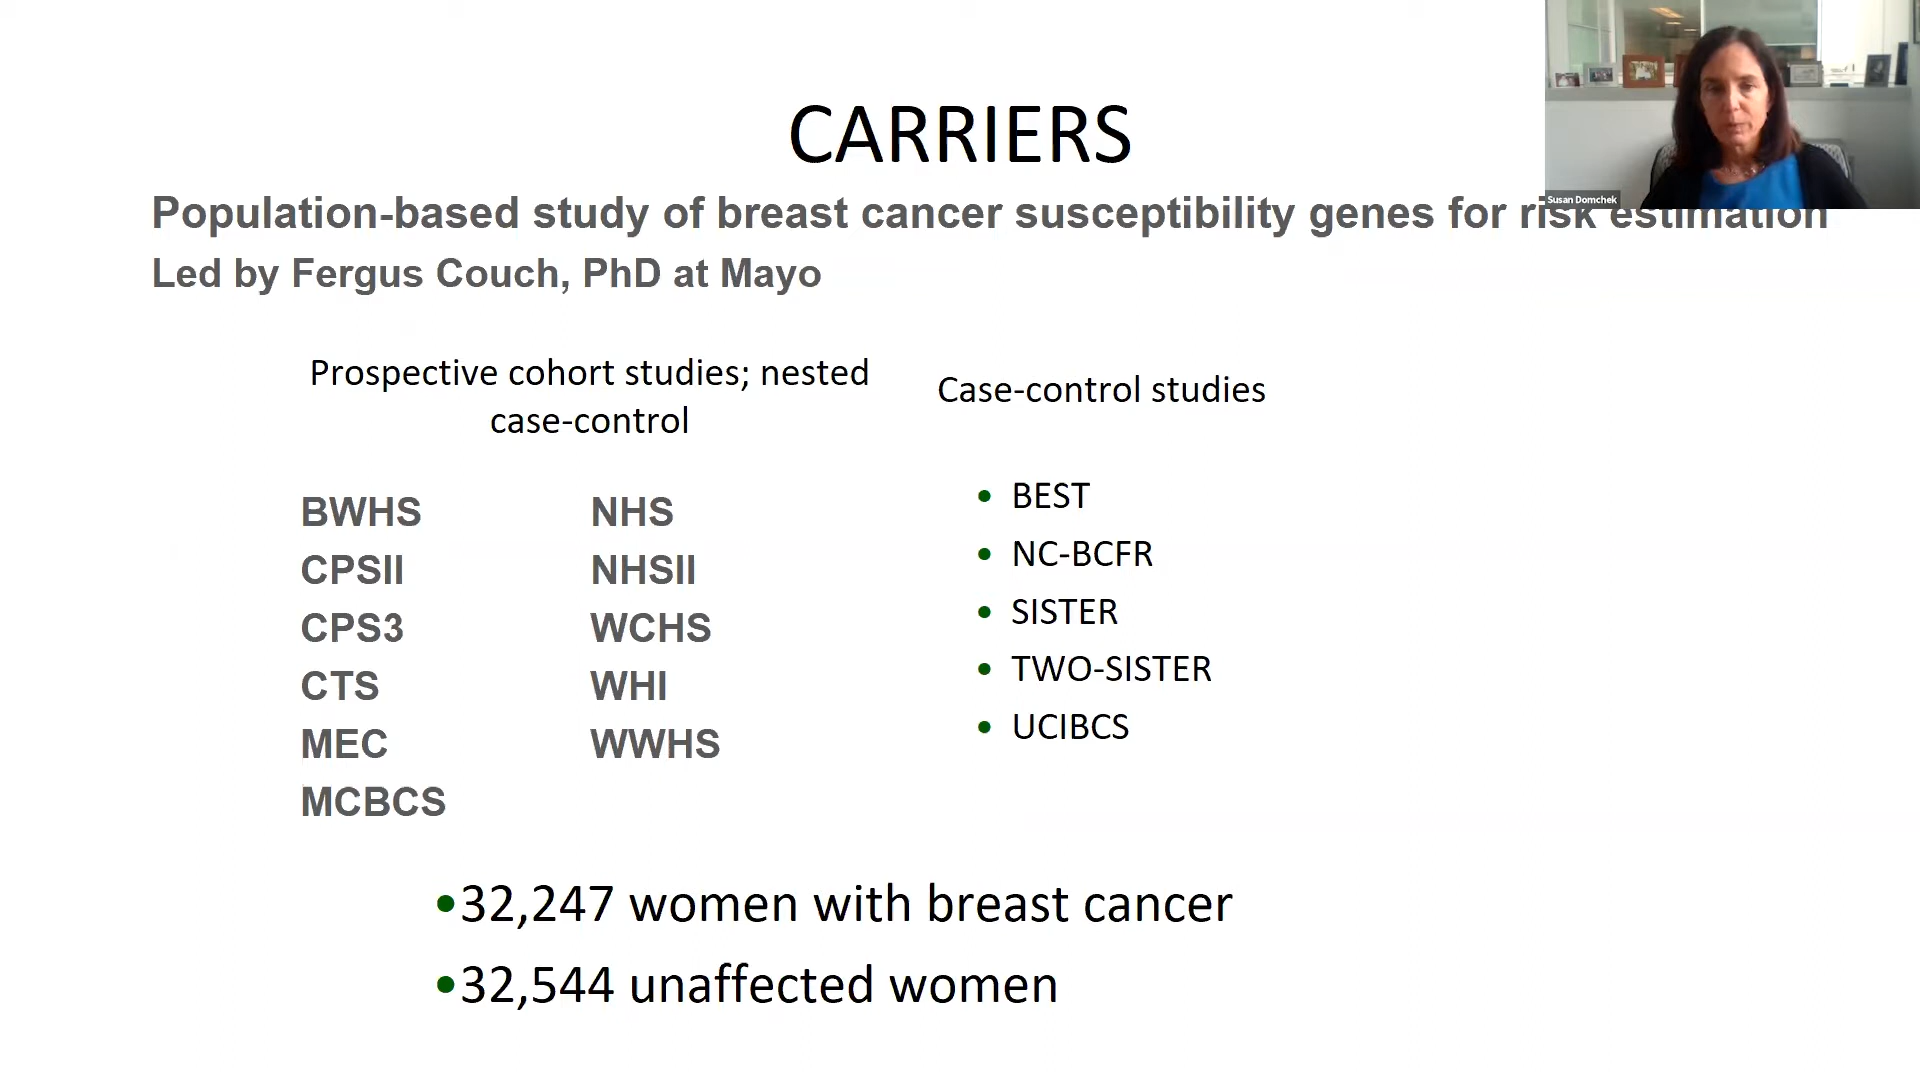 CARRIERS
Susan Domchek
Population-based study of breast cancer susceptibility genes for risk estimation
Led by Fergus Couch, PhD at Mayo
Prospective cohort studies; nested
case-control
BWHS
CPSII
CPS3
CTS
MEC
MCBCS
NHS
NHSII
WCHS
WHI
WWHS
Case-control studies
• BEST
• NC-BCFR
• SISTER
• TWO-SISTER
• UCIBCS
•32,247 women with breast cancer
•32,544 unaffected women